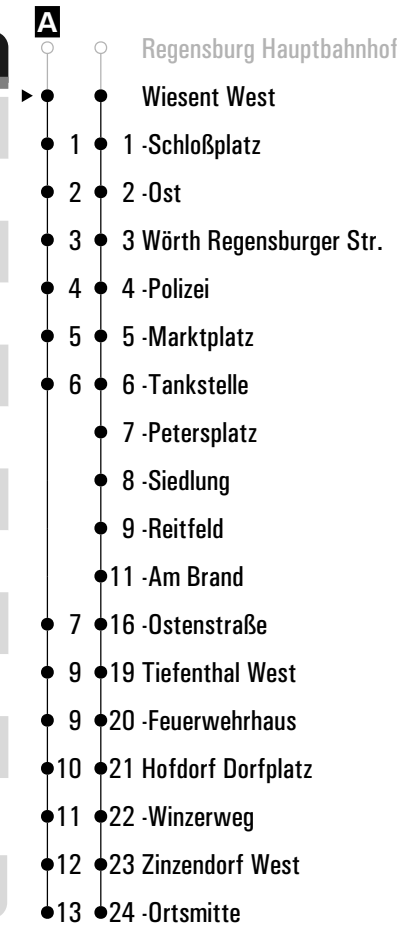 A
Regensburg Hauptbahnhof
Wiesent West
1 1 -Schloßplatz
2 2 -Ost
3 3 Wörth Regensburger Str.
4 4 -Polizei
5 5 -Marktplatz
6 6 -Tankstelle
7 -Petersplatz
8 -Siedlung
9 -Reitfeld
11 -Am Brand
7 16 -Ostenstraße
9 19 Tiefenthal West
9 20 -Feuerwehrhaus
10 21 Hofdorf Dorfplatz
11 22 -Winzerweg
12 23 Zinzendorf West
13 24 -Ortsmitte